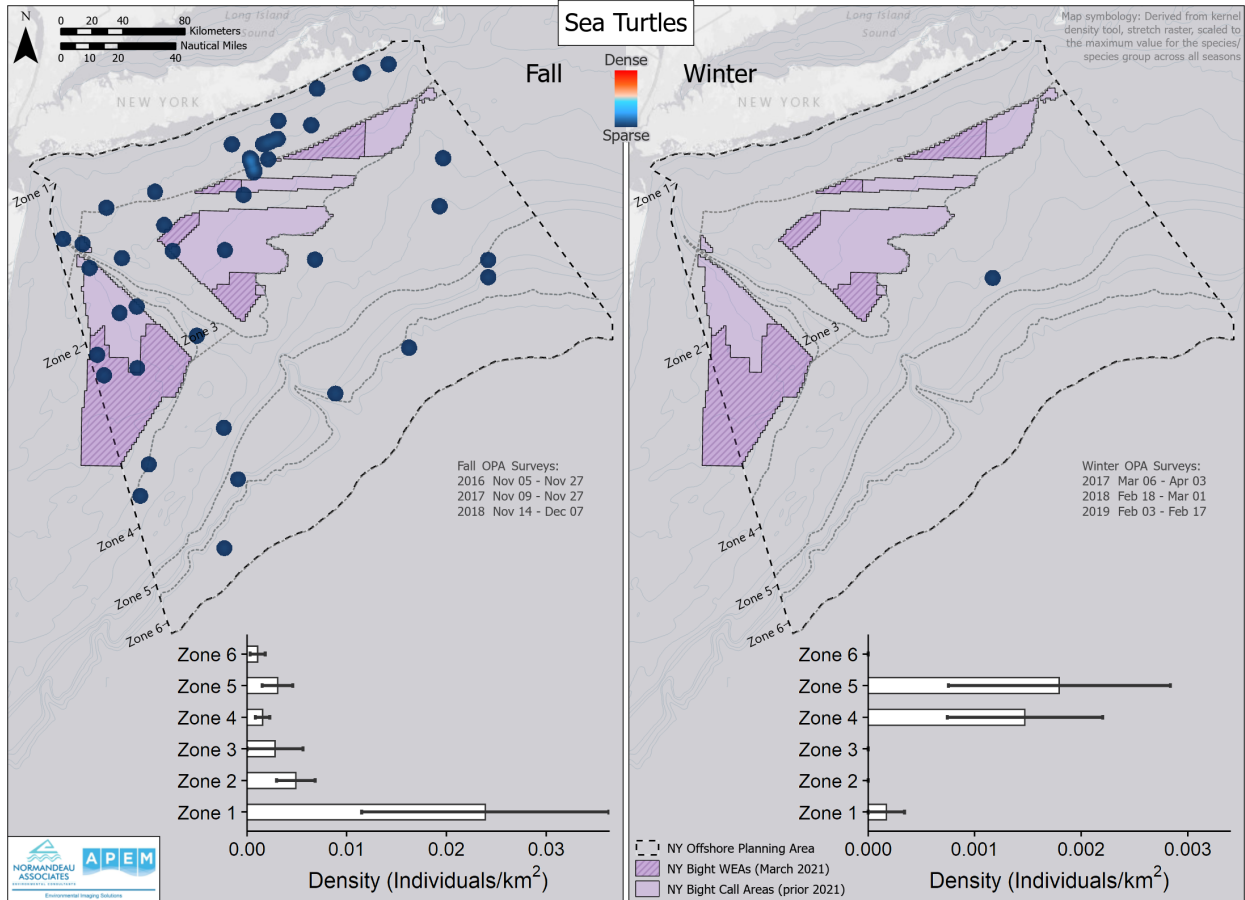 Sea Turtles
N
0 20 40 80
Kilometers
Nautical Miles
0 10 20 40
Long Island
Sound
NEW YORK
Fall
Dense
Sparse
Winter
Long Island
Sound
NEW YORK
Map symbology: Derived from kernel
density tool, stretch raster, scaled to
the maximum value for the species/
species group across all seasons
Zone 1
Zone 2
Zone 3
Zone 4
Zone 5
Zone 6
Fall OPA Surveys:
2016 Nov 05 - Nov 27
2017 Nov 09 - Nov 27
2018 Nov 14 - Dec 07
Zone 1
Zone 2
Zone 3
Zone 4
Zone 5
Zone 6
Winter OPA Surveys:
2017 Mar 06 - Apr 03
2018 Feb 18 - Mar 01
2019 Feb 03 - Feb 17
Zone 6
Zone 5
Zone 4
Zone 3
Zone 2
Zone 1
0.00 0.01 0.02 0.03
Density (Individuals/km²)
Zone 6
Zone 5
Zone 4
Zone 3
Zone 2
Zone 1
0.000 0.001 0.002 0.003
Density (Individuals/km²)
NY Offshore Planning Area
NY Bight WEAs (March 2021)
NY Bight Call Areas (prior 2021)
NORMANDEAU
ASSOCIATES
ENVIRONMENTAL CONSULTANTS
APEM
Environmental Imaging Solutions